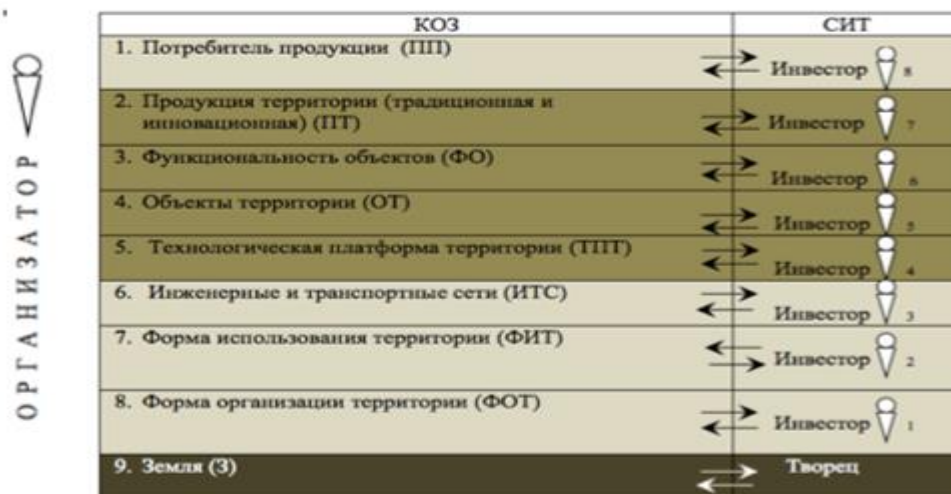 ОРГАНИЗАТОР
КОЗ СИТ
1. Потребитель продукции (ПП)
Инвестор 8
2. Продукция территории (традиционная и
инновационная) (ПТ)
Инвестор 7
3. Функциональность объектов (ФО)
Инвестор 6
4. Объекты территории (ОТ)
Инвестор 5
5. Технологическая платформа территории (ТПТ)
Инвестор 4
6. Инженерные и транспортные сети (ИТС)
Инвестор 3
7. Форма использования территории (ФИТ)
Инвестор 2
8. Форма организации территории (ФОТ)
Инвестор 1
9. Земля (З) Творец